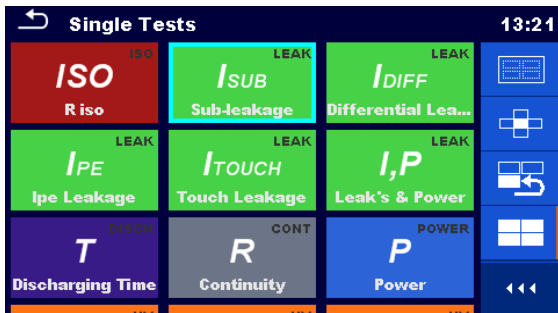 Single Tests 13:21
ISO LEAK LEAK
ISO ISUB IDIFF
R iso Sub-leakage Differential Lea...
LEAK LEAK LEAK
IPE ITOUCH I,P
Ipe Leakage Touch Leakage Leak's & Power
DISCH CONT POWER
T R P
Discharging Time Continuity Power